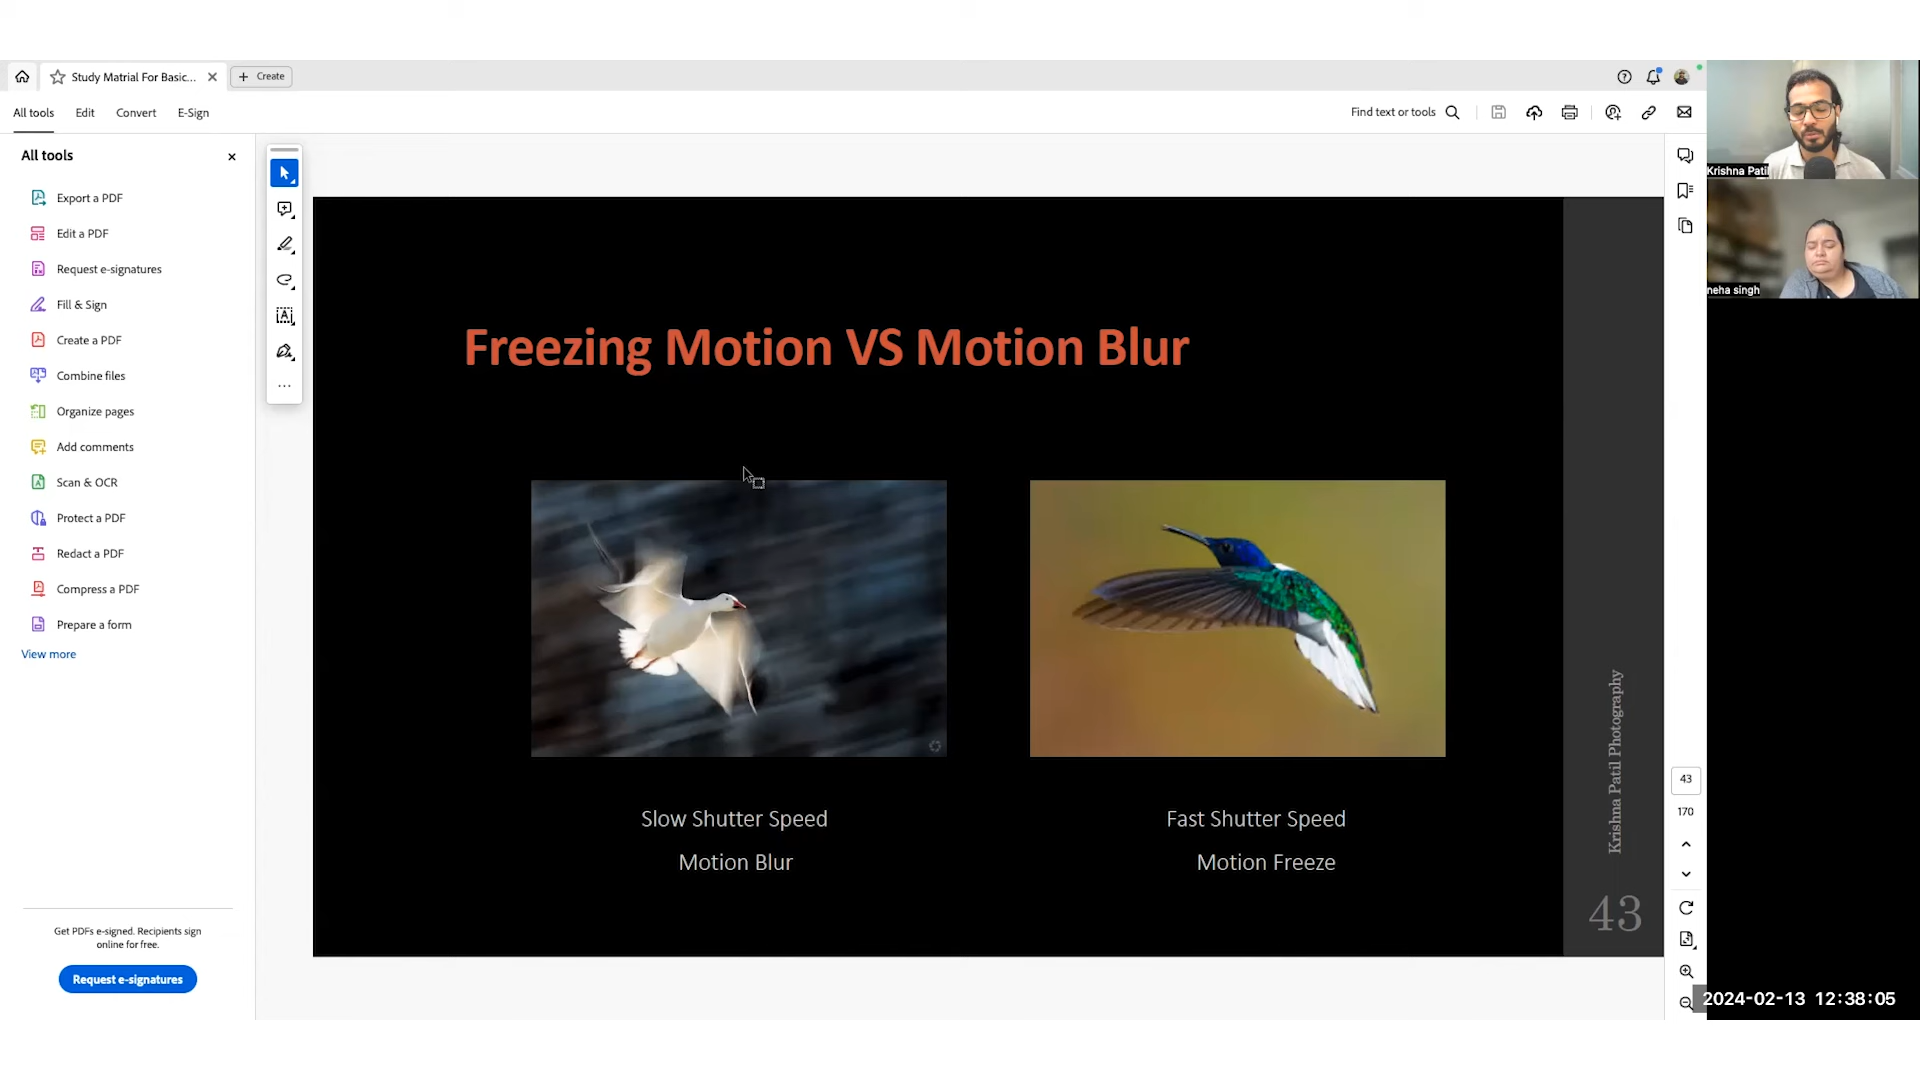 Study Matrial For Basic...
Create
All tools
Edit
Convert
E-Sign
Find text or tools
All tools
Export a PDF
Edit a PDF
Request e-signatures
Fill & Sign
Create a PDF
Combine files
Organize pages
Add comments
Scan & OCR
Protect a PDF
Redact a PDF
Compress a PDF
Prepare a form
View more
Get PDFs e-signed. Recipients sign
online for free.
Request e-signatures
Freezing Motion VS Motion Blur
Slow Shutter Speed
Motion Blur
Fast Shutter Speed
Motion Freeze
Krishna Patil Photography
43
43
170
Krishna Patil
neha singh
2024-02-13 12:38:05